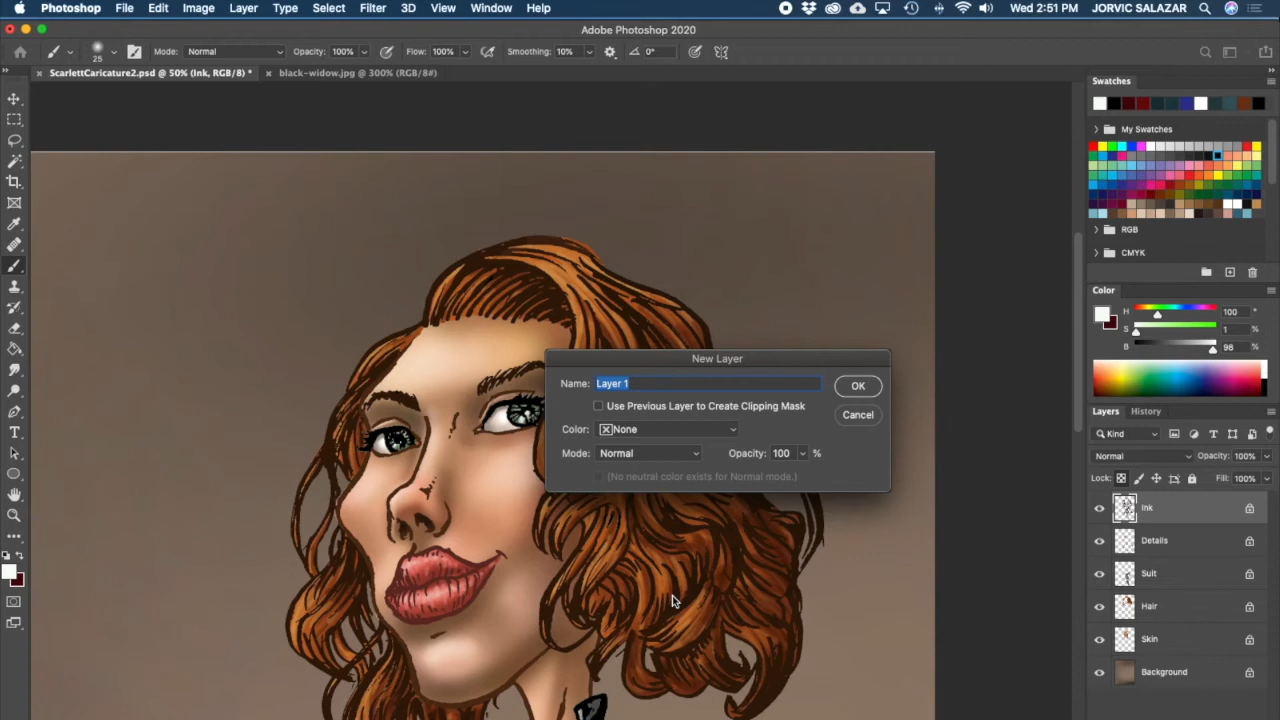 Photoshop File Edit Image Layer Type Select Filter 3D View Window Help Wed 2:51 PM JORVIC SALAZAR
Adobe Photoshop 2020
25 Mode: Normal Opacity: 100% Flow: 100% Smoothing: 10% 0°
ScarlettCaricature2.psd @ 50% (Ink, RGB/8) * black-widow.jpg @ 300% (RGB/8#)
Swatches
My Swatches
RGB
CMYK
Color
H 100 °
S 1 %
B 96 %
New Layer
Name: Layer 1 OK
Use Previous Layer to Create Clipping Mask
Cancel
Color: None
Mode: Normal Opacity: 100 %
(No neutral color exists for Normal mode.)
Layers History
Kind
Normal Opacity: 100%
Lock: Fill: 100%
Ink
Details
Suit
Hair
Skin
Background